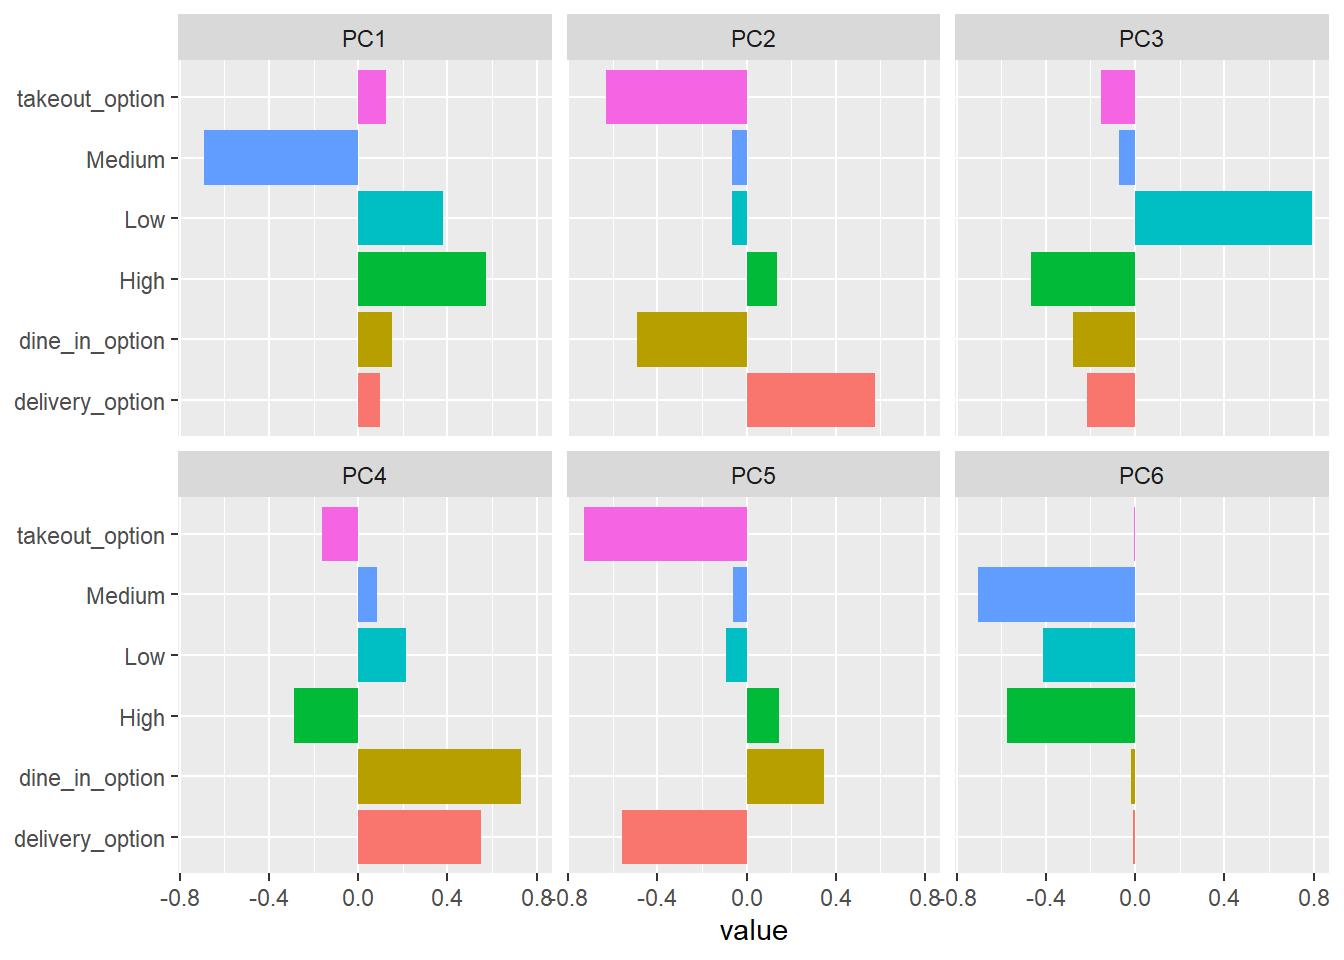 PC1 PC2 PC3
takeout_option
Medium
Low
High
dine_in_option
delivery_option
PC4 PC5 PC6
takeout_option
Medium
Low
High
dine_in_option
delivery_option
-0.8 -0.4 0.0 0.4 0.8 -0.8 -0.4 0.0 0.4 0.8 -0.8 -0.4 0.0 0.4 0.8
value